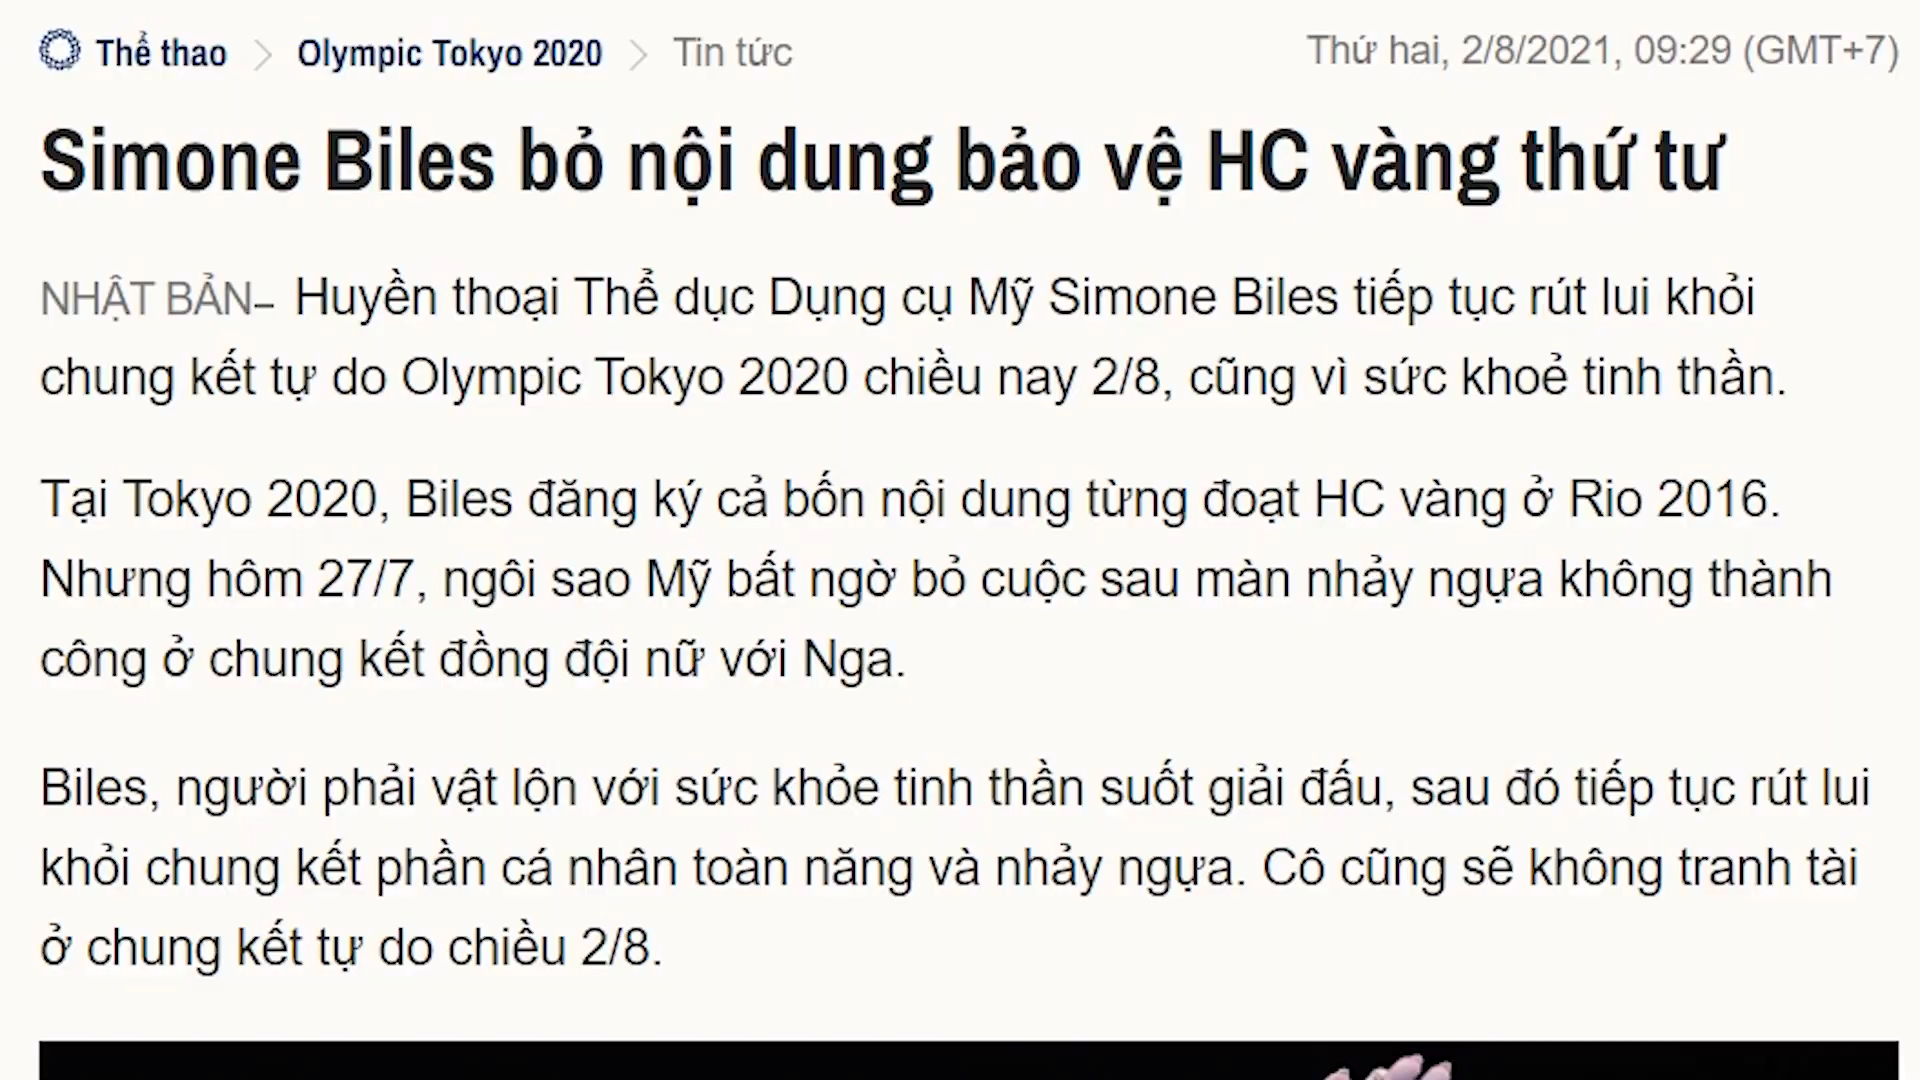 Thể thao > Olympic Tokyo 2020 > Tin tức Thứ hai, 2/8/2021, 09:29 (GMT+7)
Simone Biles bỏ nội dung bảo vệ HC vàng thứ tư
NHẬT BẢN– Huyền thoại Thể dục Dụng cụ Mỹ Simone Biles tiếp tục rút lui khỏi
chung kết tự do Olympic Tokyo 2020 chiều nay 2/8, cũng vì sức khoẻ tinh thần.
Tại Tokyo 2020, Biles đăng ký cả bốn nội dung từng đoạt HC vàng ở Rio 2016.
Nhưng hôm 27/7, ngôi sao Mỹ bất ngờ bỏ cuộc sau màn nhảy ngựa không thành
công ở chung kết đồng đội nữ với Nga.
Biles, người phải vật lộn với sức khỏe tinh thần suốt giải đấu, sau đó tiếp tục rút lui
khỏi chung kết phần cá nhân toàn năng và nhảy ngựa. Cô cũng sẽ không tranh tài
ở chung kết tự do chiều 2/8.